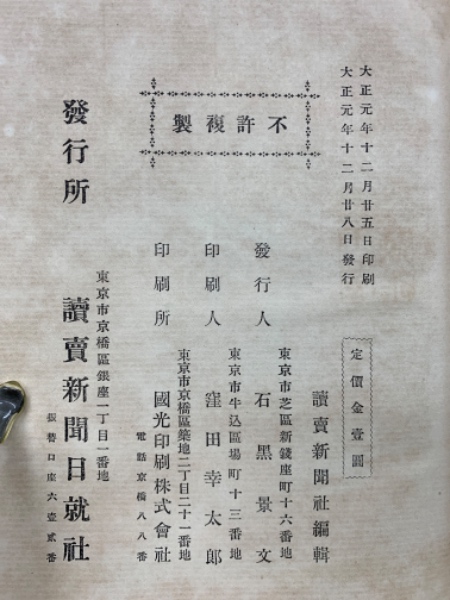 大正元年十二月廿五日印刷
大正元年十二月廿八日發行
定價金壹圓
不許複製
讀賣新聞社編輯
東京市芝區新錢座町十六番地
發行人 石黑景文
東京市牛込區場町十三番地
印刷人 窪田幸太郎
東京市京橋區築地二丁目二十一番地
印刷所 國光印刷株式會社
電話京橋八八番
東京市京橋區銀座一丁目一番地
發行所 讀賣新聞日就社
振替口座六壹貳番